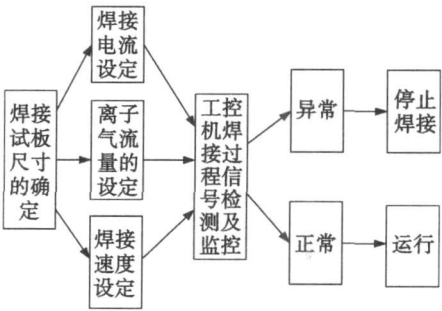 焊接
试板
尺寸
的确
定
焊接
电流
设定
离子
气流
量的
设定
焊接
速度
设定
工控
机焊
接过
程信
号检
测及
监控
异常
停止
焊接
正常
运行